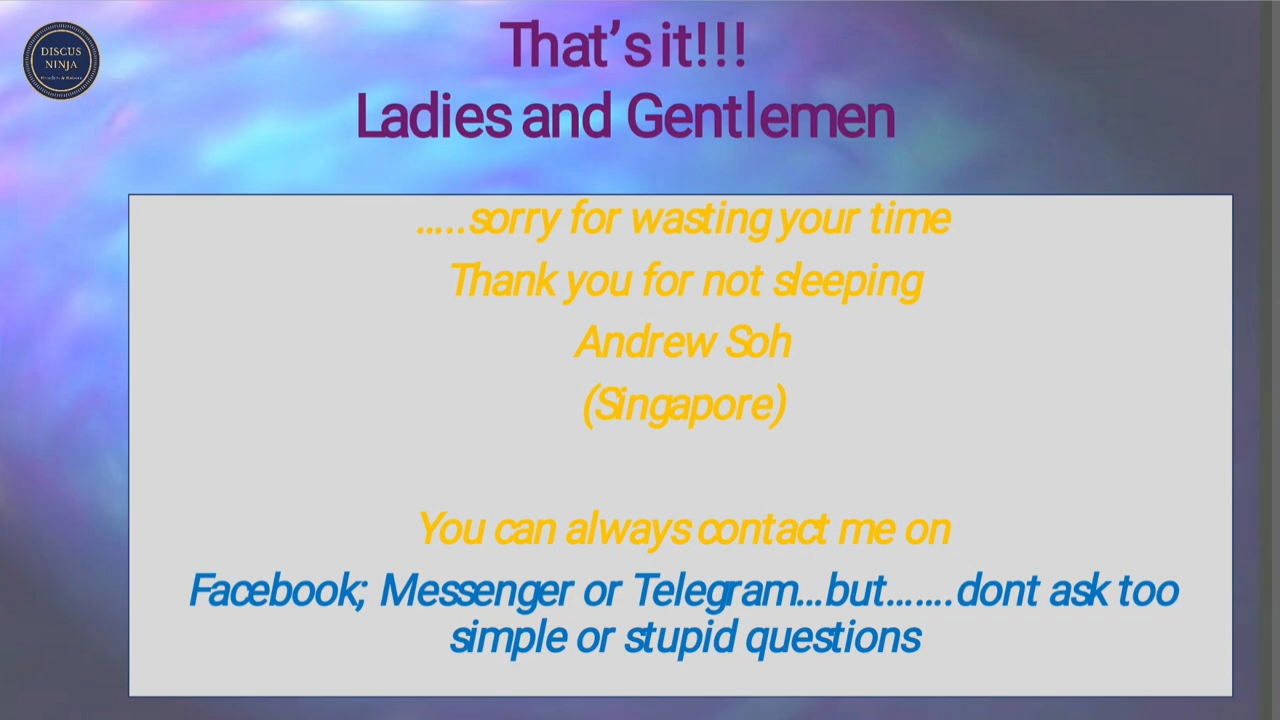 DISCUS
NINJA
That’s it!!!
Ladies and Gentlemen
.....sorry for wasting your time
Thank you for not sleeping
Andrew Soh
(Singapore)
You can always contact me on
Facebook; Messenger or Telegram...but.......dont ask too
simple or stupid questions